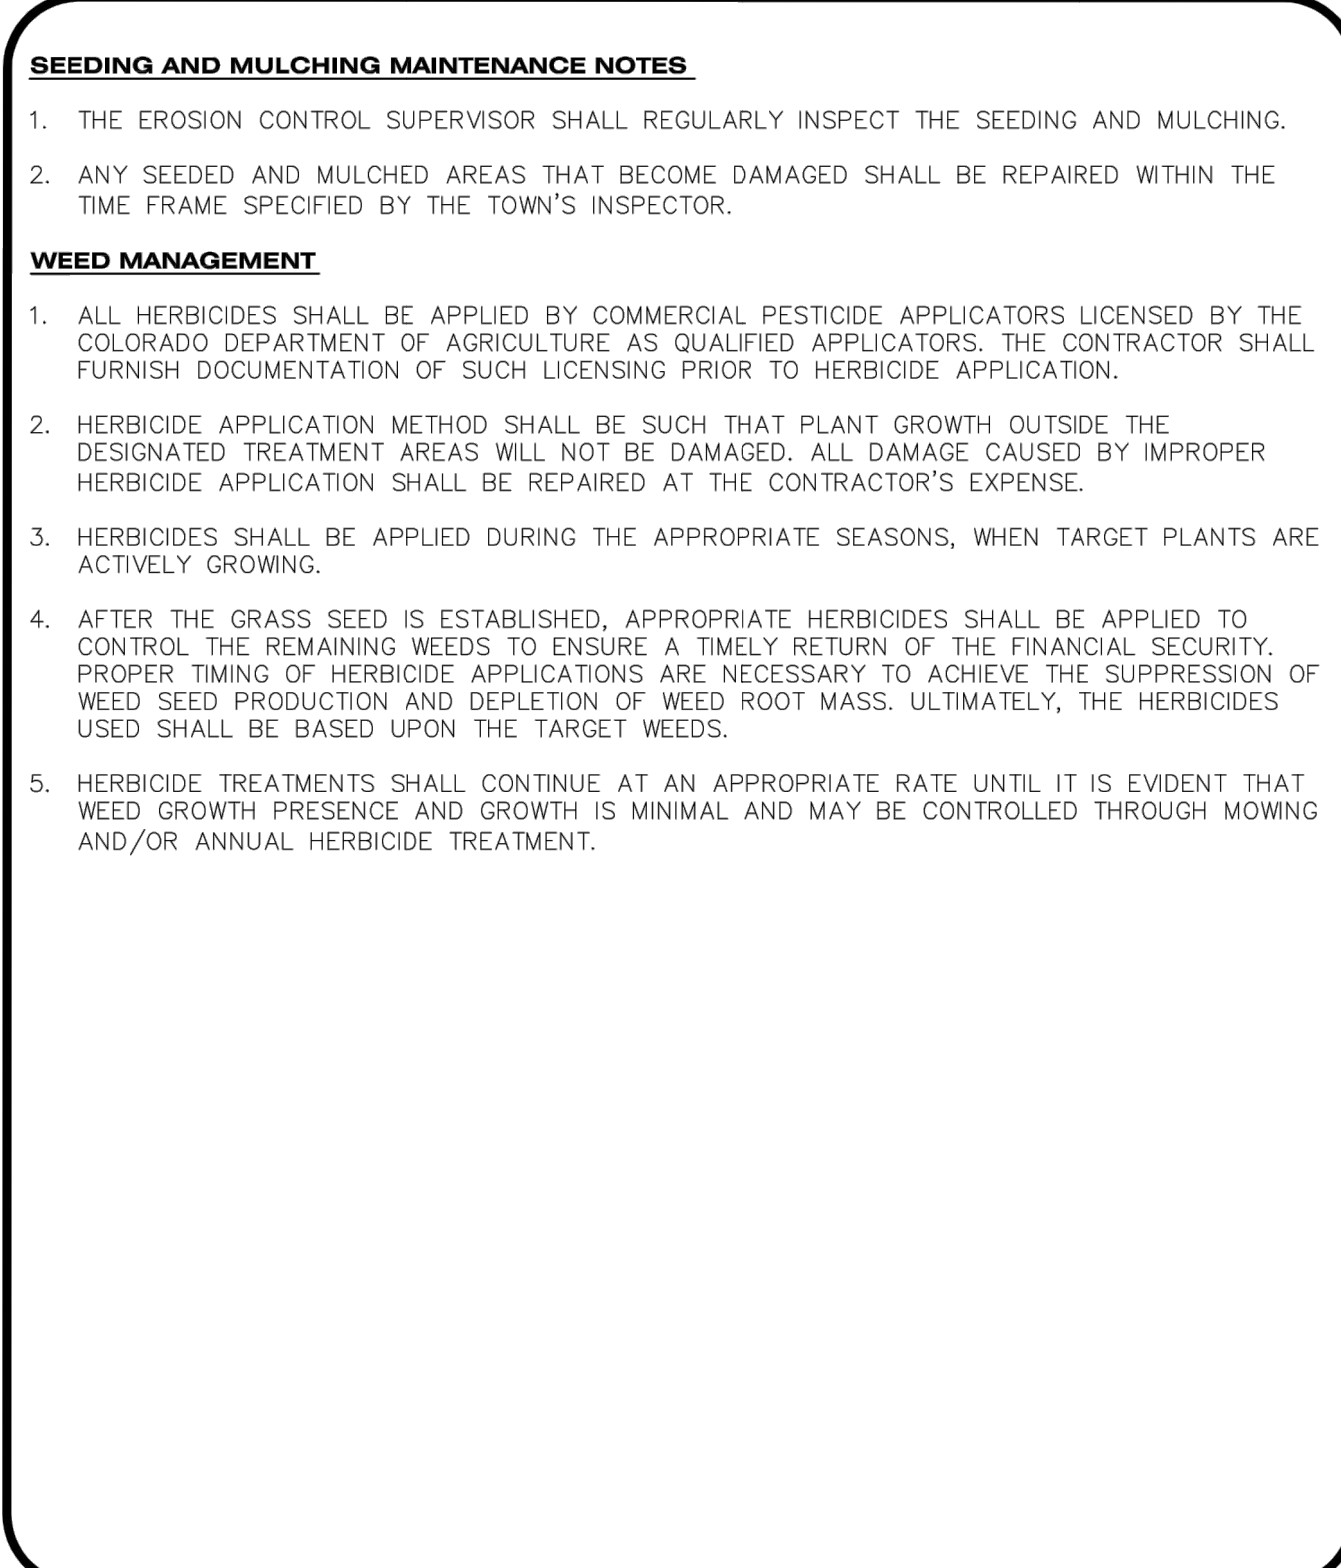 SEEDING AND MULCHING MAINTENANCE NOTES
1. THE EROSION CONTROL SUPERVISOR SHALL REGULARLY INSPECT THE SEEDING AND MULCHING.
2. ANY SEEDED AND MULCHED AREAS THAT BECOME DAMAGED SHALL BE REPAIRED WITHIN THE
TIME FRAME SPECIFIED BY THE TOWN'S INSPECTOR.
WEED MANAGEMENT
1. ALL HERBICIDES SHALL BE APPLIED BY COMMERCIAL PESTICIDE APPLICATORS LICENSED BY THE
COLORADO DEPARTMENT OF AGRICULTURE AS QUALIFIED APPLICATORS. THE CONTRACTOR SHALL
FURNISH DOCUMENTATION OF SUCH LICENSING PRIOR TO HERBICIDE APPLICATION.
2. HERBICIDE APPLICATION METHOD SHALL BE SUCH THAT PLANT GROWTH OUTSIDE THE
DESIGNATED TREATMENT AREAS WILL NOT BE DAMAGED. ALL DAMAGE CAUSED BY IMPROPER
HERBICIDE APPLICATION SHALL BE REPAIRED AT THE CONTRACTOR'S EXPENSE.
3. HERBICIDES SHALL BE APPLIED DURING THE APPROPRIATE SEASONS, WHEN TARGET PLANTS ARE
ACTIVELY GROWING.
4. AFTER THE GRASS SEED IS ESTABLISHED, APPROPRIATE HERBICIDES SHALL BE APPLIED TO
CONTROL THE REMAINING WEEDS TO ENSURE A TIMELY RETURN OF THE FINANCIAL SECURITY.
PROPER TIMING OF HERBICIDE APPLICATIONS ARE NECESSARY TO ACHIEVE THE SUPPRESSION OF
WEED SEED PRODUCTION AND DEPLETION OF WEED ROOT MASS. ULTIMATELY, THE HERBICIDES
USED SHALL BE BASED UPON THE TARGET WEEDS.
5. HERBICIDE TREATMENTS SHALL CONTINUE AT AN APPROPRIATE RATE UNTIL IT IS EVIDENT THAT
WEED GROWTH PRESENCE AND GROWTH IS MINIMAL AND MAY BE CONTROLLED THROUGH MOWING
AND/OR ANNUAL HERBICIDE TREATMENT.